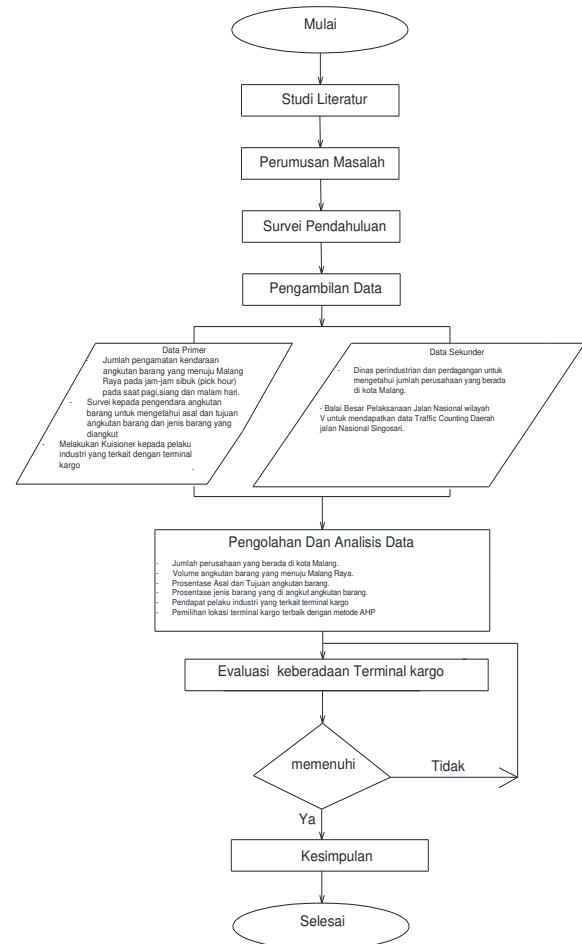 Mulai
Studi Literatur
Perumusan Masalah
Survei Pendahuluan
Pengambilan Data
Data Primer
- Jumlah pengamatan kendaraan
angkutan barang yang menuju Malang
Raya pada jam-jam sibuk (pick hour)
pada saat pagi,siang dan malam hari.
- Survei kepada pengendara angkutan
barang untuk mengetahui asal dan tujuan
angkutan barang dan jenis barang yang
diangkut
- Melakukan Kuisioner kepada pelaku
industri yang terkait dengan terminal
kargo
Data Sekunder
- Dinas perindustrian dan perdagangan untuk
mengetahui jumlah perusahaan yang berada
di kota Malang.
- Balai Besar Pelaksanaan Jalan Nasional wilayah
V untuk mendapatkan data Traffic Counting Daerah
jalan Nasional Singosari.
Pengolahan Dan Analisis Data
- Jumlah perusahaan yang berada di kota Malang.
- Volume angkutan barang yang menuju Malang Raya.
- Prosentase Asal dan Tujuan angkutan barang.
- Prosentase jenis barang yang di angkut angkutan barang.
- Pendapat pelaku industri yang terkait terminal kargo
- Pemilihan lokasi terminal kargo terbaik dengan metode AHP
Evaluasi keberadaan Terminal kargo
memenuhi
Tidak
Ya
Kesimpulan
Selesai